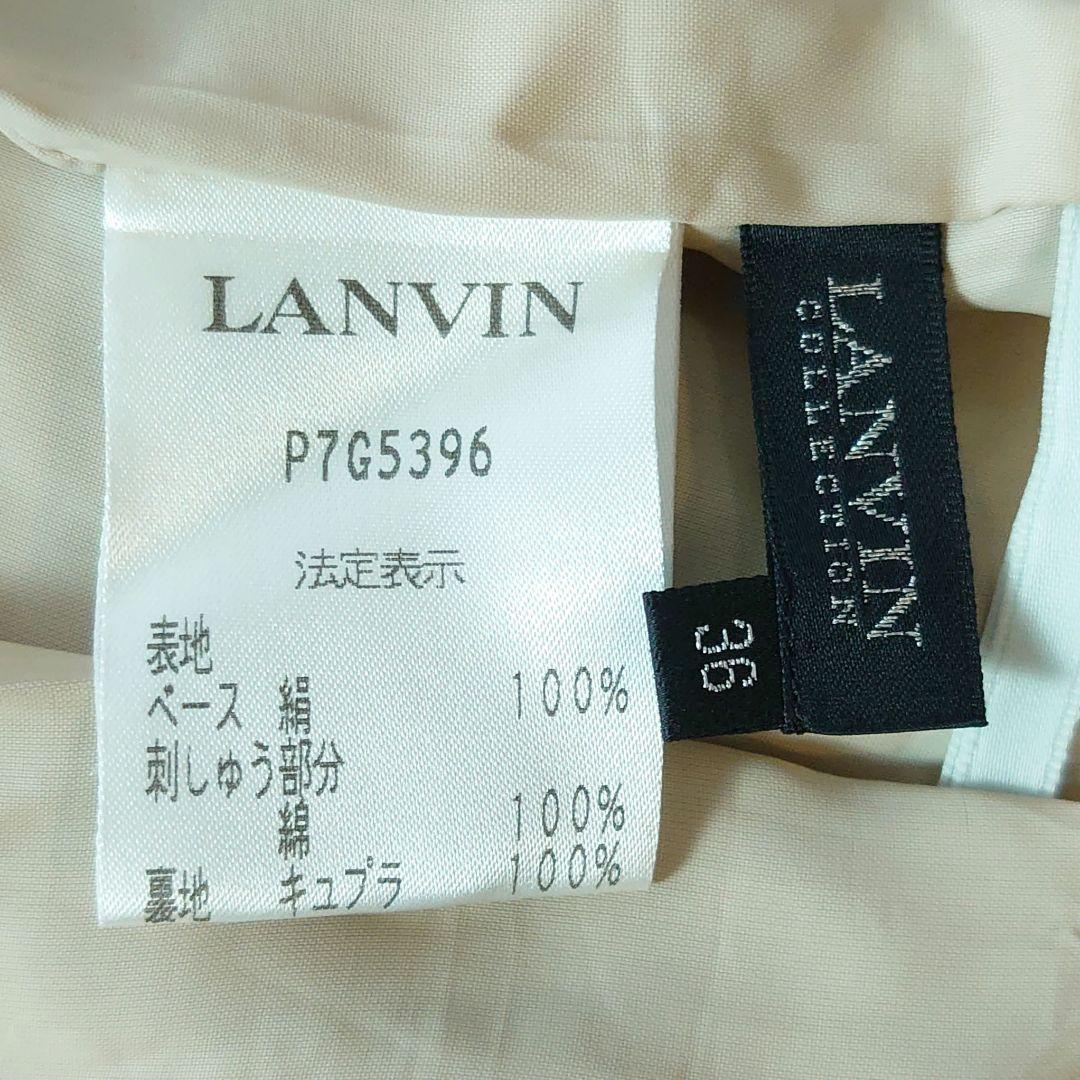 LANVIN
P7G5396
法定表示
表地
ベース 絹 100%
刺しゅう部分
綿 100%
裏地 キュプラ 100%
LANVIN
COLLECTION
36